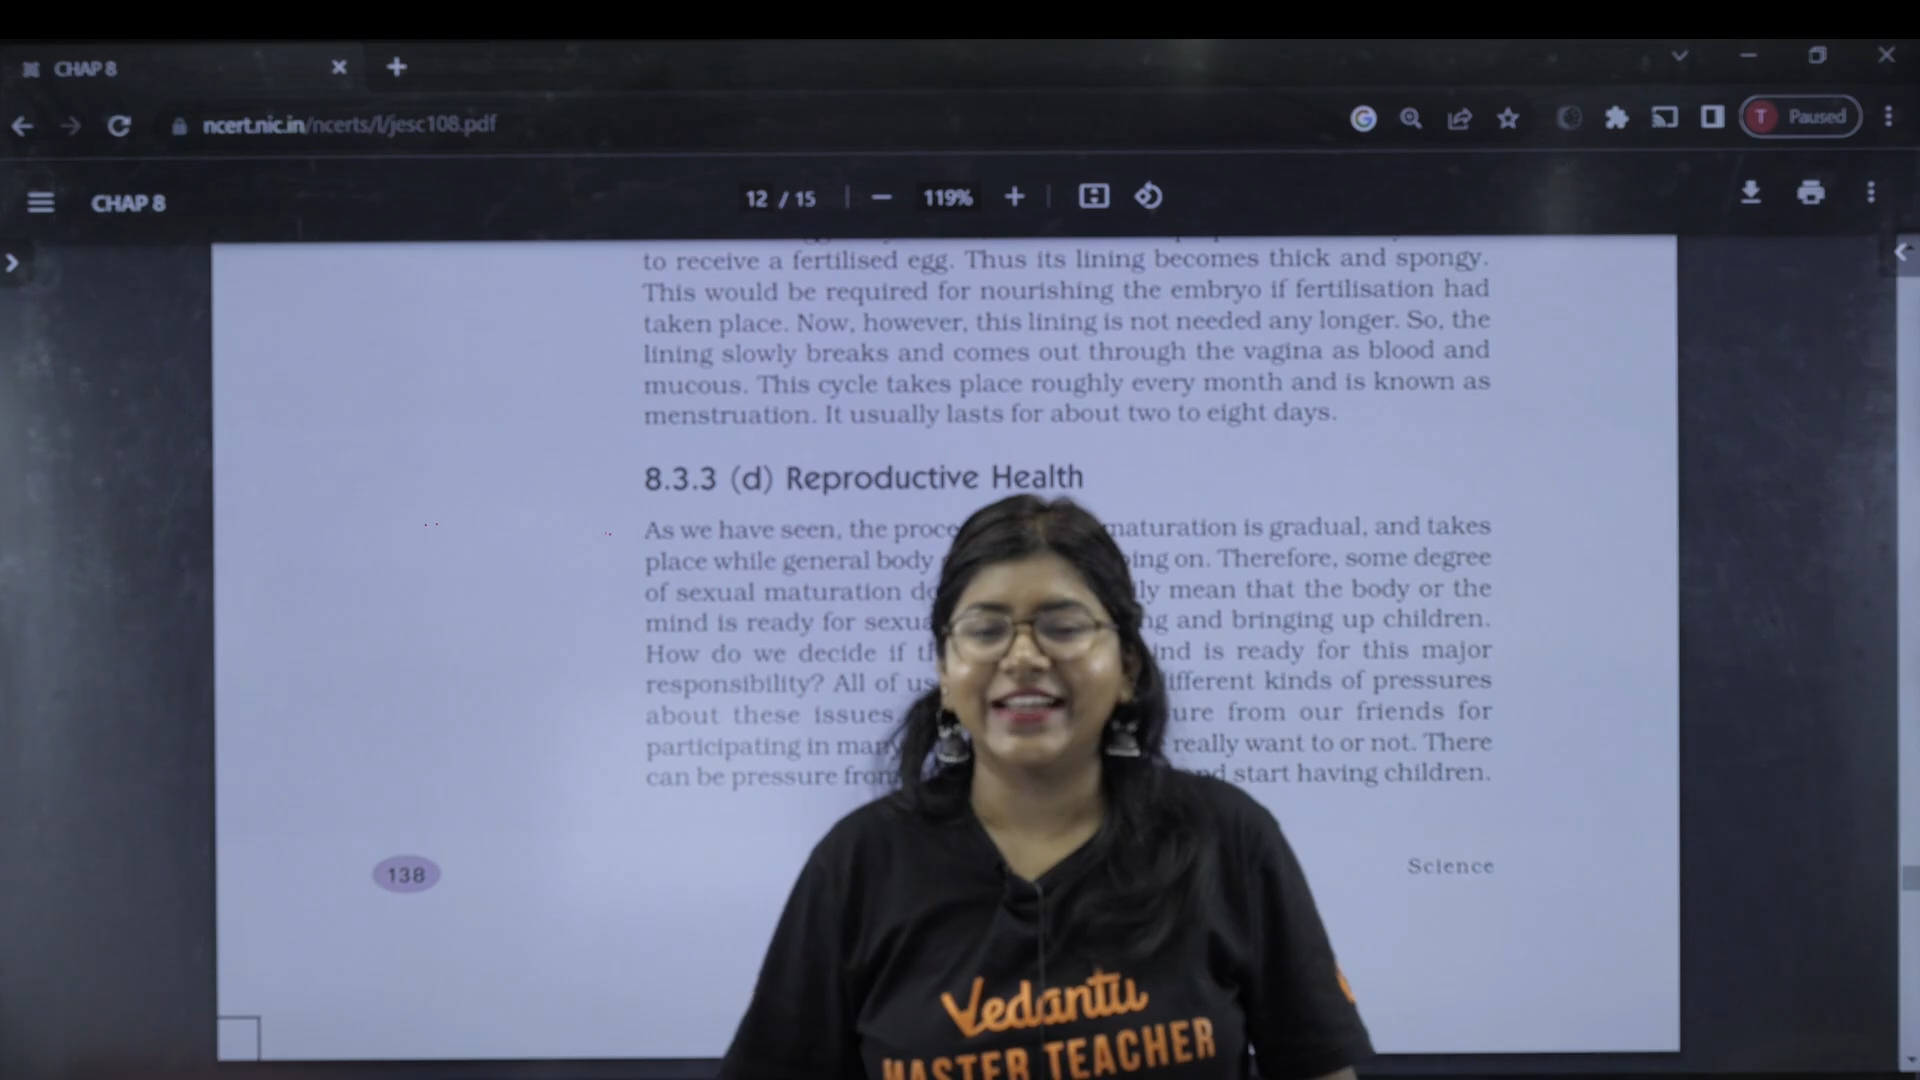 CHAP 8
ncert.nic.in/ncerts/l/jesc108.pdf
T Paused
CHAP 8
12 / 15
119%
to receive a fertilised egg. Thus its lining becomes thick and spongy.
This would be required for nourishing the embryo if fertilisation had
taken place. Now, however, this lining is not needed any longer. So, the
lining slowly breaks and comes out through the vagina as blood and
mucous. This cycle takes place roughly every month and is known as
menstruation. It usually lasts for about two to eight days.
8.3.3 (d) Reproductive Health
As we have seen, the proce maturation is gradual, and takes
place while general body ing on. Therefore, some degree
of sexual maturation do ly mean that the body or the
mind is ready for sexua ng and bringing up children.
How do we decide if th ind is ready for this major
responsibility? All of us ifferent kinds of pressures
about these issues. ure from our friends for
participating in many really want to or not. There
can be pressure from nd start having children.
138
Science
Vedantu
MASTER TEACHER